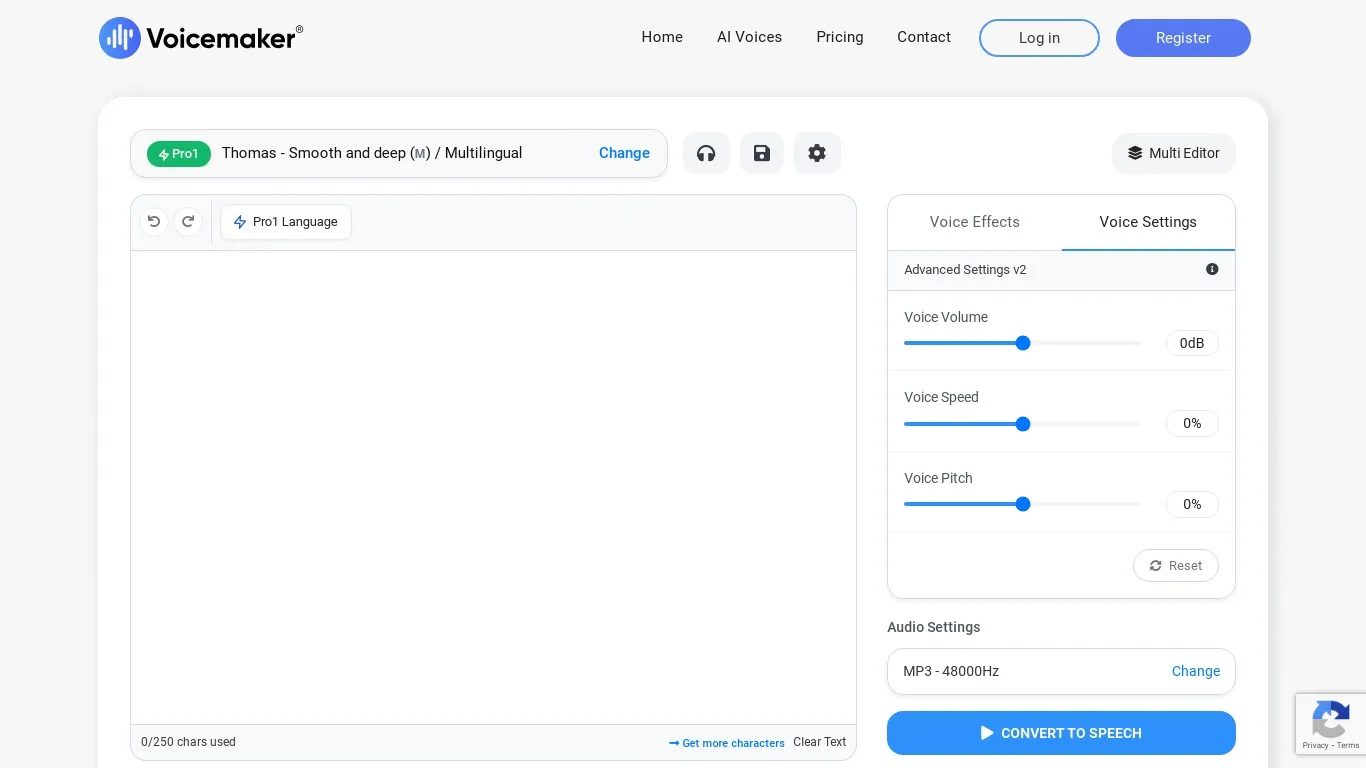 Voicemaker®
Home
AI Voices
Pricing
Contact
Log in
Register
Pro1
Thomas - Smooth and deep (M) / Multilingual
Change
Multi Editor
Pro1 Language
Voice Effects
Voice Settings
Advanced Settings v2
Voice Volume
0dB
Voice Speed
0%
Voice Pitch
0%
Reset
Audio Settings
MP3 - 48000Hz
Change
0/250 chars used
Get more characters
Clear Text
CONVERT TO SPEECH
Privacy - Terms